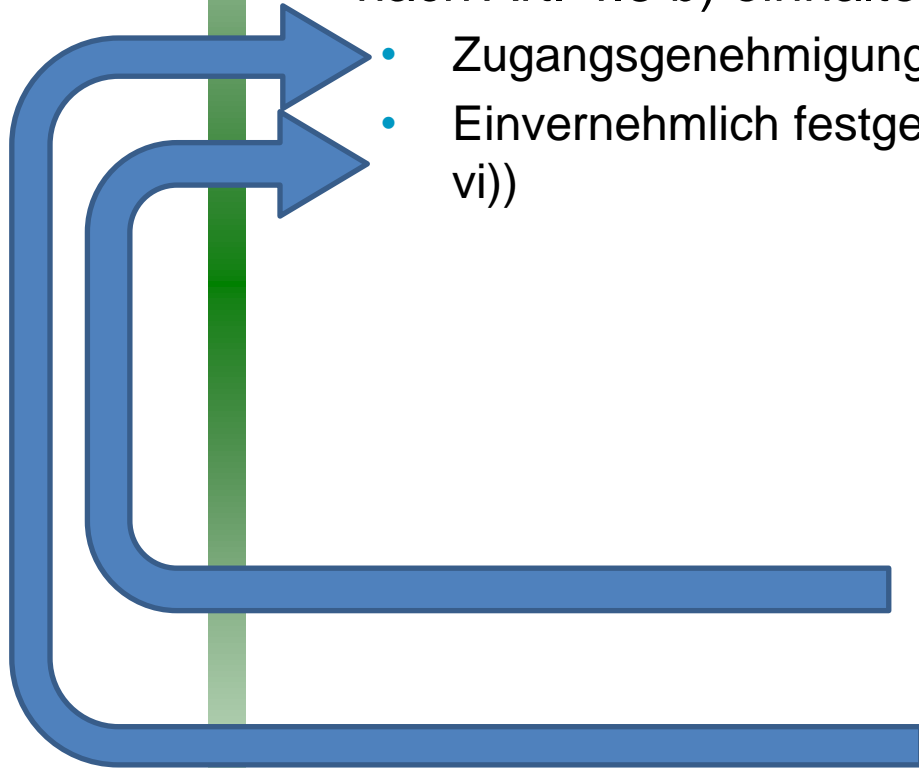 • Zugangsgenehmigung
• Einvernehmlich festge
vi))